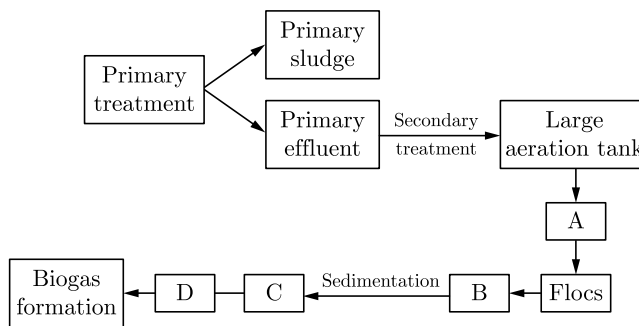 Primary
sludge
Primary
treatment
Primary
effluent
Secondary
treatment
Large
aeration tank
A
Biogas
formation
D
C
Sedimentation
B
Flocs